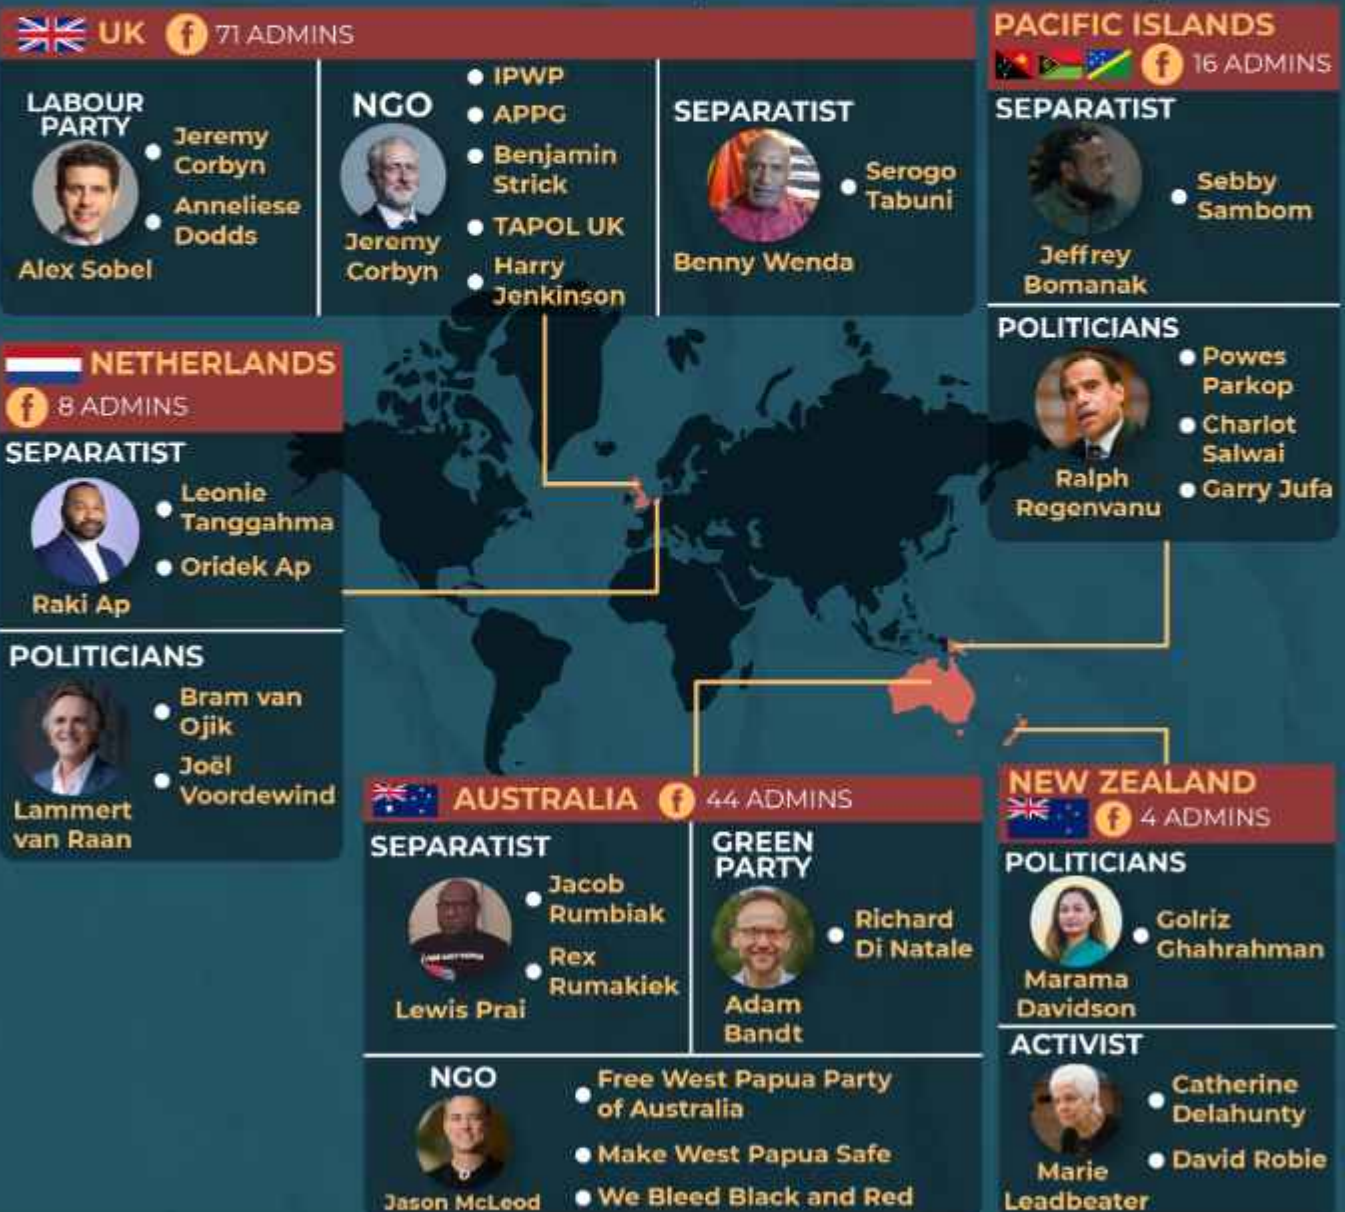 UK f 71 ADMINS
LABOUR
PARTY
Jeremy
Corbyn
Anneliese
Dodds
Alex Sobel
NGO
Jeremy
Corbyn
IPWP
APPG
Benjamin
Strick
TAPOL UK
Harry
Jenkinson
SEPARATIST
Serogo
Tabuni
Benny Wenda
PACIFIC ISLANDS
f 16 ADMINS
SEPARATIST
Sebby
Sambom
Jeffrey
Bomanak
POLITICIANS
Powes
Parkop
Charlot
Salwai
Garry Jufa
Ralph
Regenvanu
NETHERLANDS
f 8 ADMINS
SEPARATIST
Leonie
Tanggahma
Oridek Ap
Raki Ap
POLITICIANS
Bram van
Ojik
Joël
Voordewind
Lammert
van Raan
AUSTRALIA f 44 ADMINS
SEPARATIST
Jacob
Rumbiak
Rex
Rumakiek
Lewis Prai
GREEN
PARTY
Richard
Di Natale
Adam
Bandt
NGO
Jason McLeod
Free West Papua Party
of Australia
Make West Papua Safe
We Bleed Black and Red
NEW ZEALAND
f 4 ADMINS
POLITICIANS
Golriz
Ghahrahman
Marama
Davidson
ACTIVIST
Catherine
Delahunty
David Robie
Marie
Leadbeater